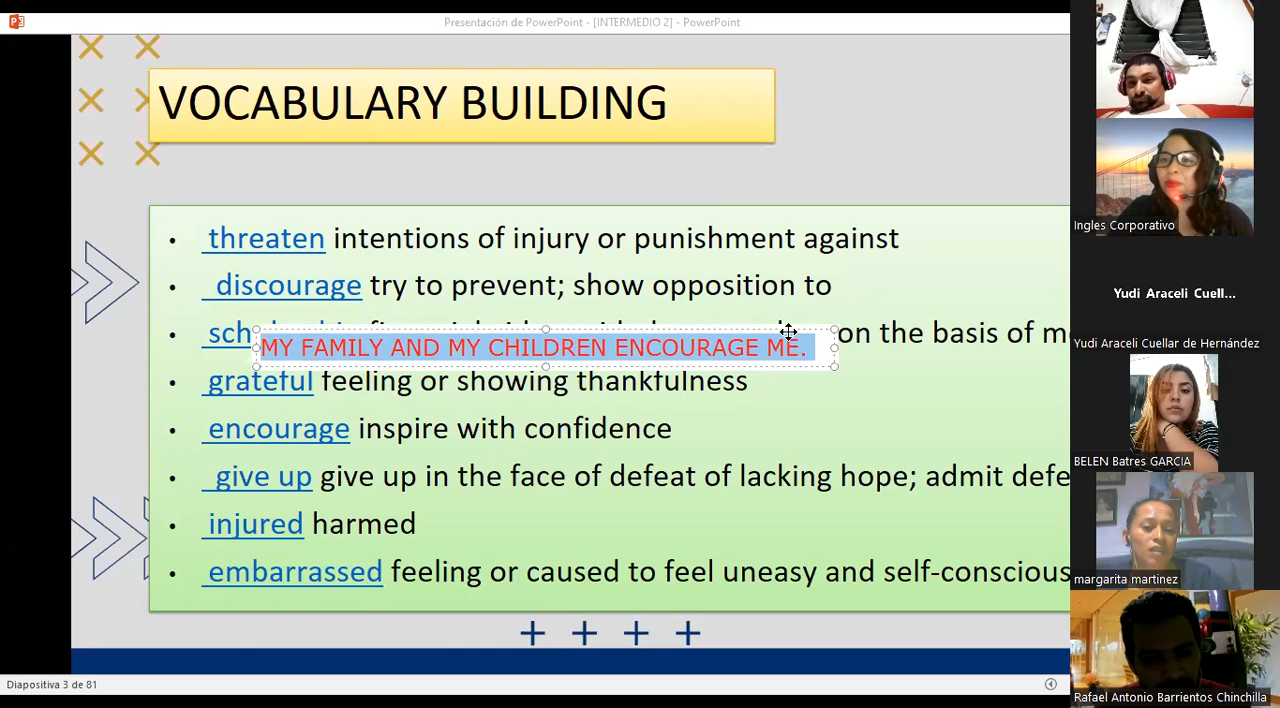 Presentación de PowerPoint - [INTERMEDIO 2] - PowerPoint
VOCABULARY BUILDING
• threaten intentions of injury or punishment against
• discourage try to prevent; show opposition to
on the basis of
MY FAMILY AND MY CHILDREN ENCOURAGE ME.
• grateful feeling or showing thankfulness
• encourage inspire with confidence
• give up give up in the face of defeat of lacking hope; admit
• injured harmed
• embarrassed feeling or caused to feel uneasy and self-conscious
Diapositiva 3 de 81
Ingles Corporativo
Yudi Araceli Cuell...
Yudi Araceli Cuellar de Hernández
BELEN Batres GARCIA
margarita martinez
Rafael Antonio Barrientos Chinchilla